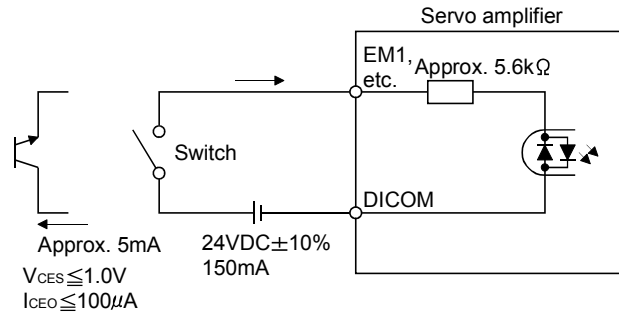 Servo amplifier
EM1,
etc.
Approx. 5.6kΩ
Switch
DICOM
Approx. 5mA
24VDC±10%
150mA
VCES≦1.0V
ICEO≦100μA